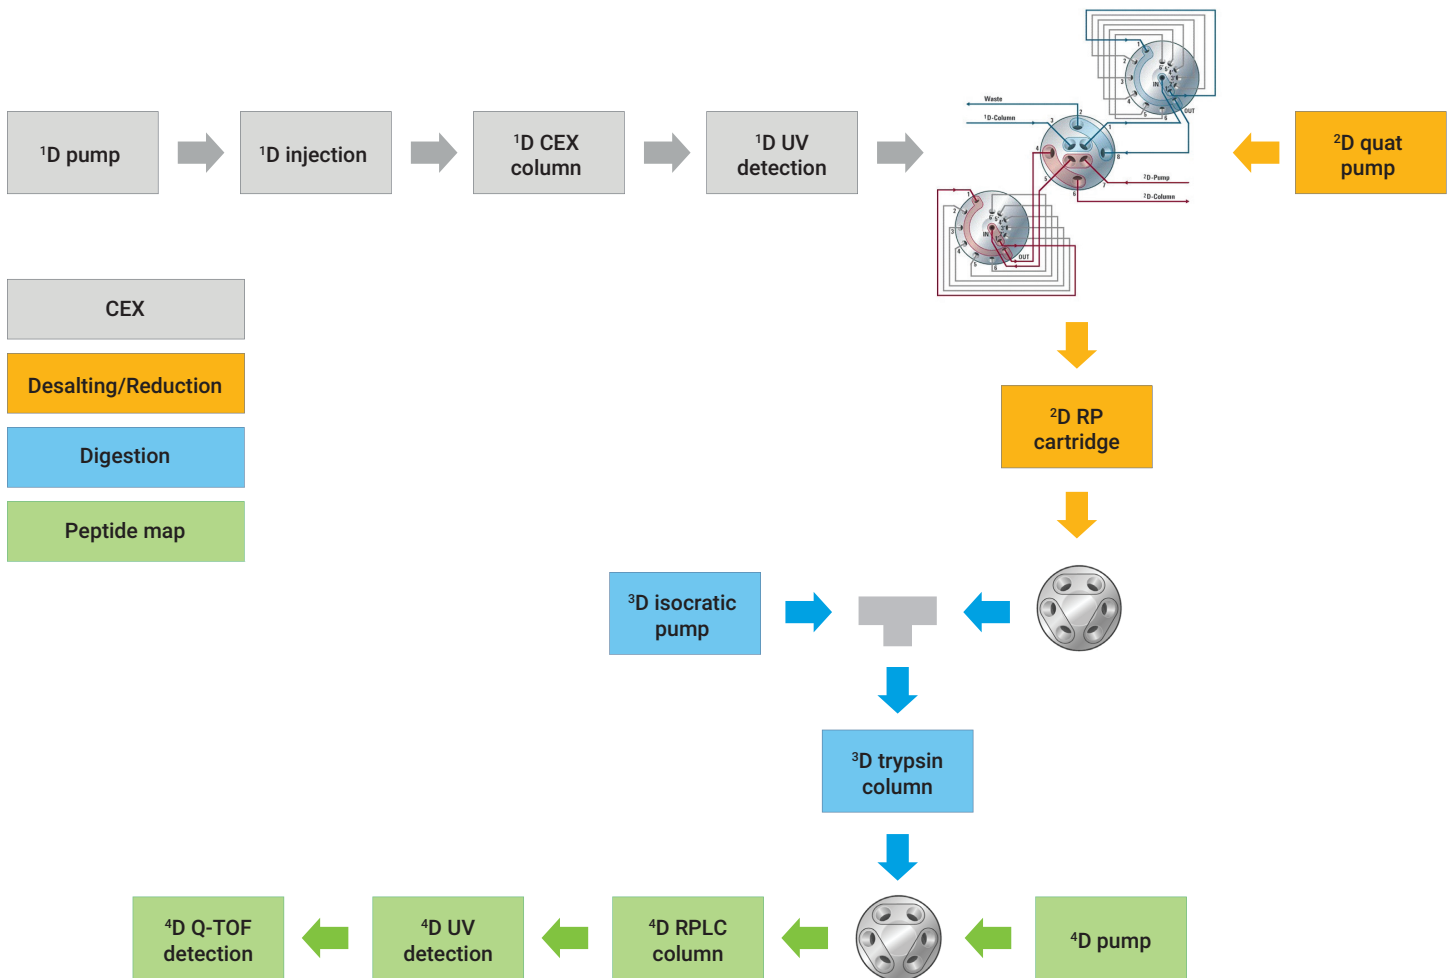 ¹D pump
¹D injection
¹D CEX
column
¹D UV
detection
Waste
¹D-Column
²D-Pump
²D-Column
IN
OUT
IN
OUT
²D quat
pump
CEX
Desalting/Reduction
Digestion
Peptide map
²D RP
cartridge
³D isocratic
pump
³D trypsin
column
⁴D Q-TOF
detection
⁴D UV
detection
⁴D RPLC
column
⁴D pump